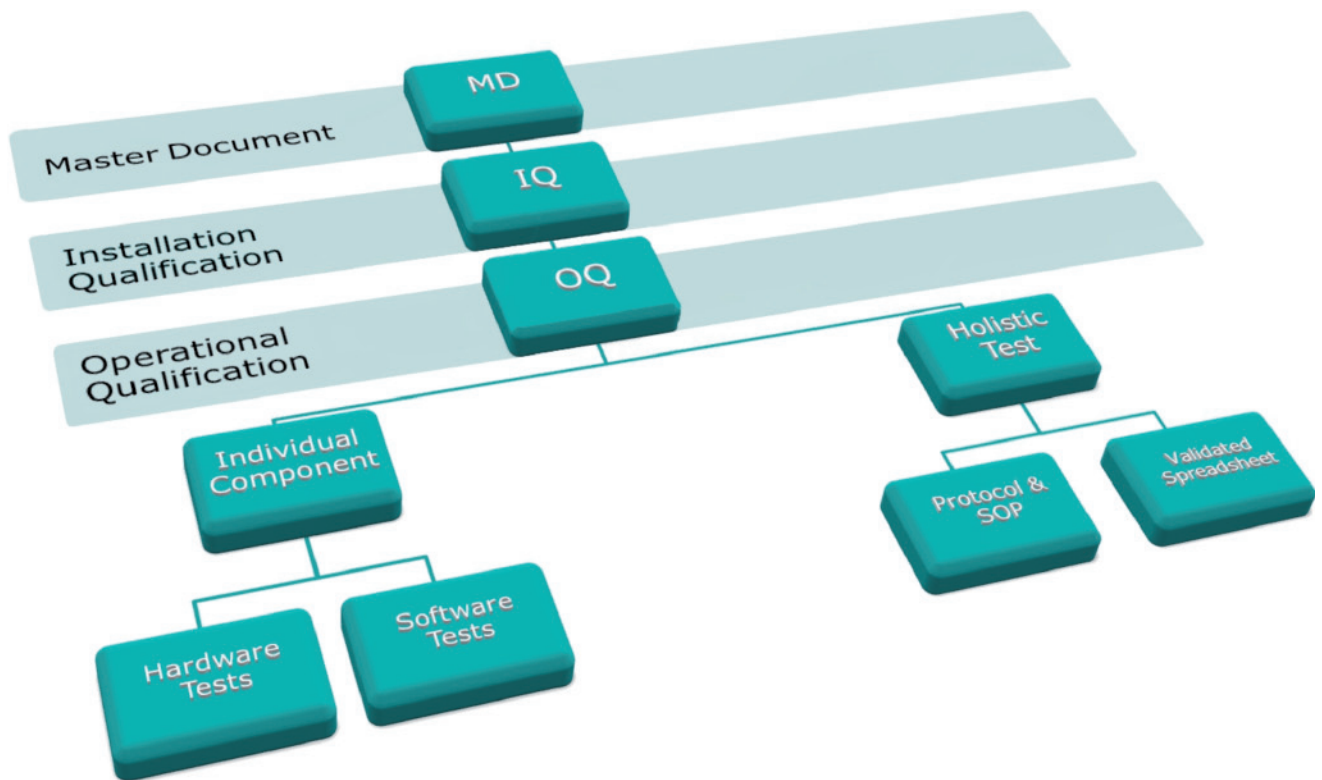 MD
Master Document
IQ
Installation
Qualification
OQ
Operational
Qualification
Holistic
Test
Individual
Component
Protocol &
SOP
Validated
Spreadsheet
Hardware
Tests
Software
Tests